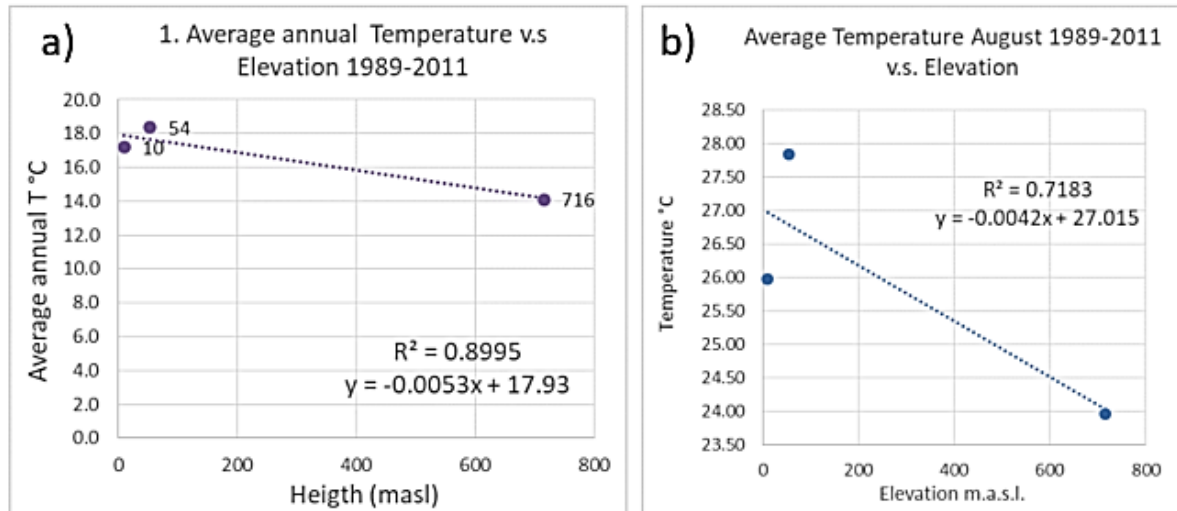 a)
1. Average annual Temperature v.s
Elevation 1989-2011
20.0
18.0
16.0
14.0
12.0
10.0
8.0
6.0
4.0
2.0
0.0
54
10
716
R² = 0.8995
y = -0.0053x + 17.93
0 200 400 600 800
Average annual T °C
Heigth (masl)
b)
Average Temperature August 1989-2011
v.s. Elevation
28.50
28.00
27.50
27.00
26.50
26.00
25.50
25.00
24.50
24.00
23.50
R² = 0.7183
y = -0.0042x + 27.015
0 200 400 600 800
Temperature °C
Elevation m.a.s.l.